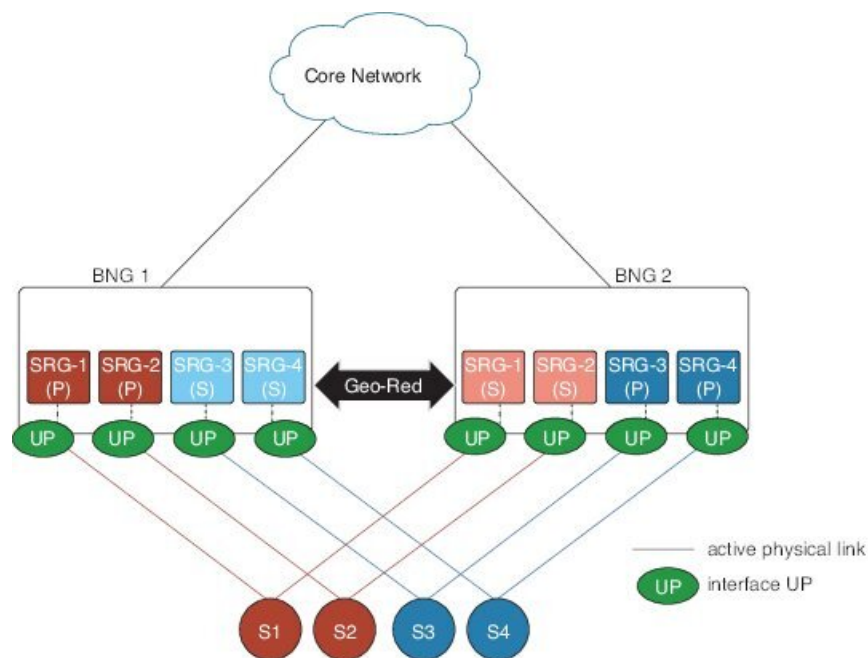 Core Network
BNG 1
BNG 2
SRG-1
(P)
SRG-2
(P)
SRG-3
(S)
SRG-4
(S)
Geo-Red
SRG-1
(S)
SRG-2
(S)
SRG-3
(P)
SRG-4
(P)
UP
UP
UP
UP
UP
UP
UP
UP
active physical link
UP
interface UP
S1
S2
S3
S4